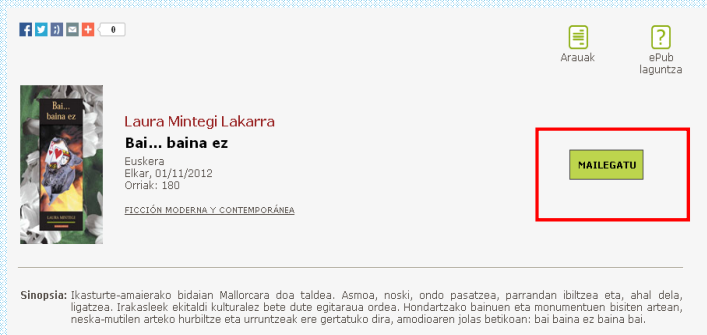 0
Arauak
ePub
laguntza
Bai...
baina ez
LAURA MINTEGI
Laura Mintegi Lakarra
Bai... baina ez
Euskera
Elkar, 01/11/2012
Orriak: 180
FICCIÓN MODERNA Y CONTEMPORÁNEA
MAILEGATU
Sinopsia: Ikasturte-amaierako bidaian Mallorcara doa taldea. Asmoa, noski, ondo pasatzea, parrandan ibiltzea eta, ahal dela,
ligatzea. Irakasleek ekitaldi kulturalez bete dute egitaraua ordea. Hondartzako bainuen eta monumentuen bisiten artean,
neska-mutilen arteko hurbiltze eta urruntzeak ere gertatuko dira, amodioaren jolas betikoan: bai baina ez baina bai.